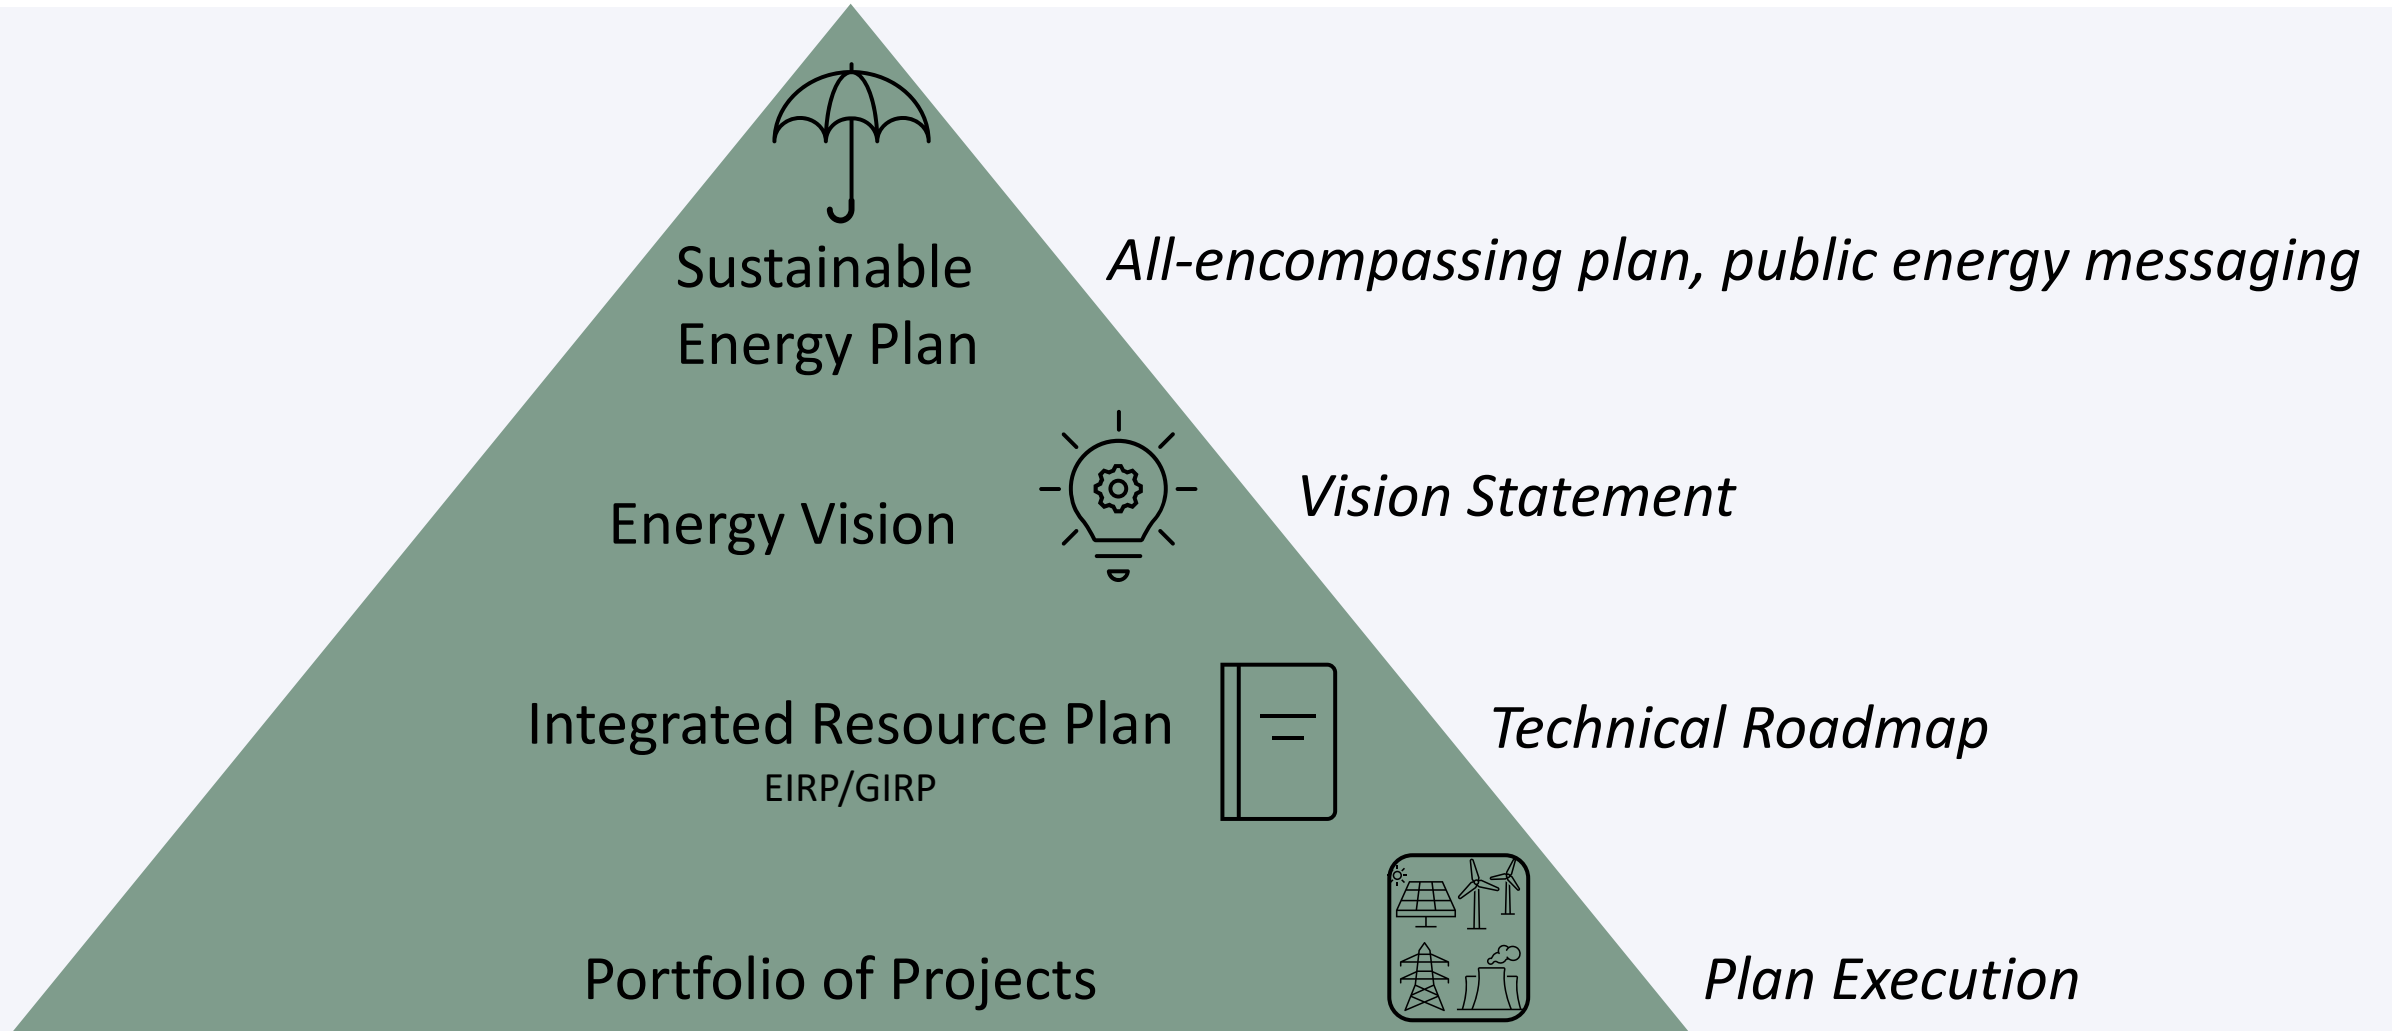 Sustainable
Energy Plan
All-encompassing plan, public energy messaging
Energy Vision
Vision Statement
Integrated Resource Plan
EIRP/GIRP
Technical Roadmap
Portfolio of Projects
Plan Execution